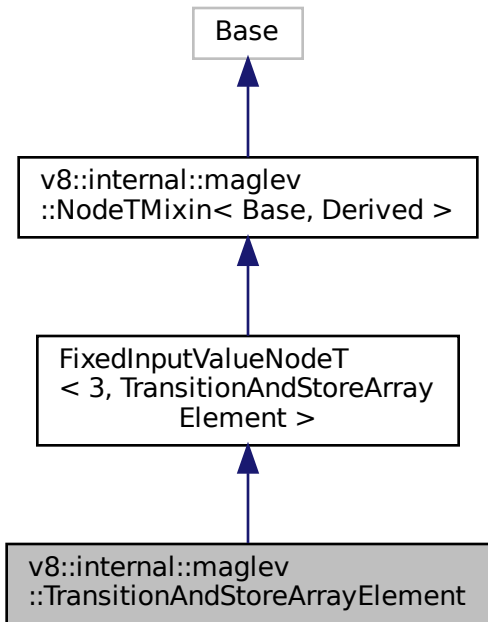 Base
v8::internal::maglev
::NodeTMixin< Base, Derived >
FixedInputValueNodeT
< 3, TransitionAndStoreArray
Element >
v8::internal::maglev
::TransitionAndStoreArrayElement